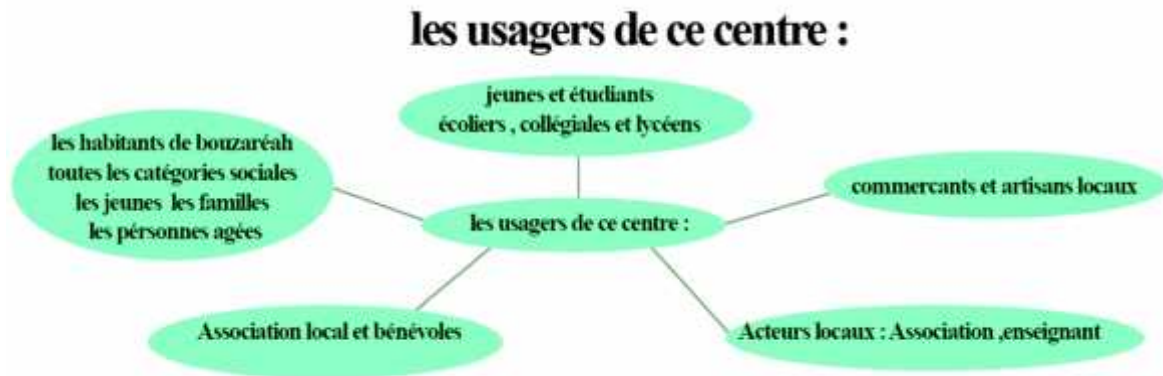 les usagers de ce centre :
jeunes et étudiants
écoliers , collégiales et lycéens
les habitants de bouzaréah
toutes les catégories sociales
les jeunes les familles
les pérsonnes agées
commercants et artisans locaux
les usagers de ce centre :
Association local et bénévoles
Acteurs locaux : Association ,enseignant